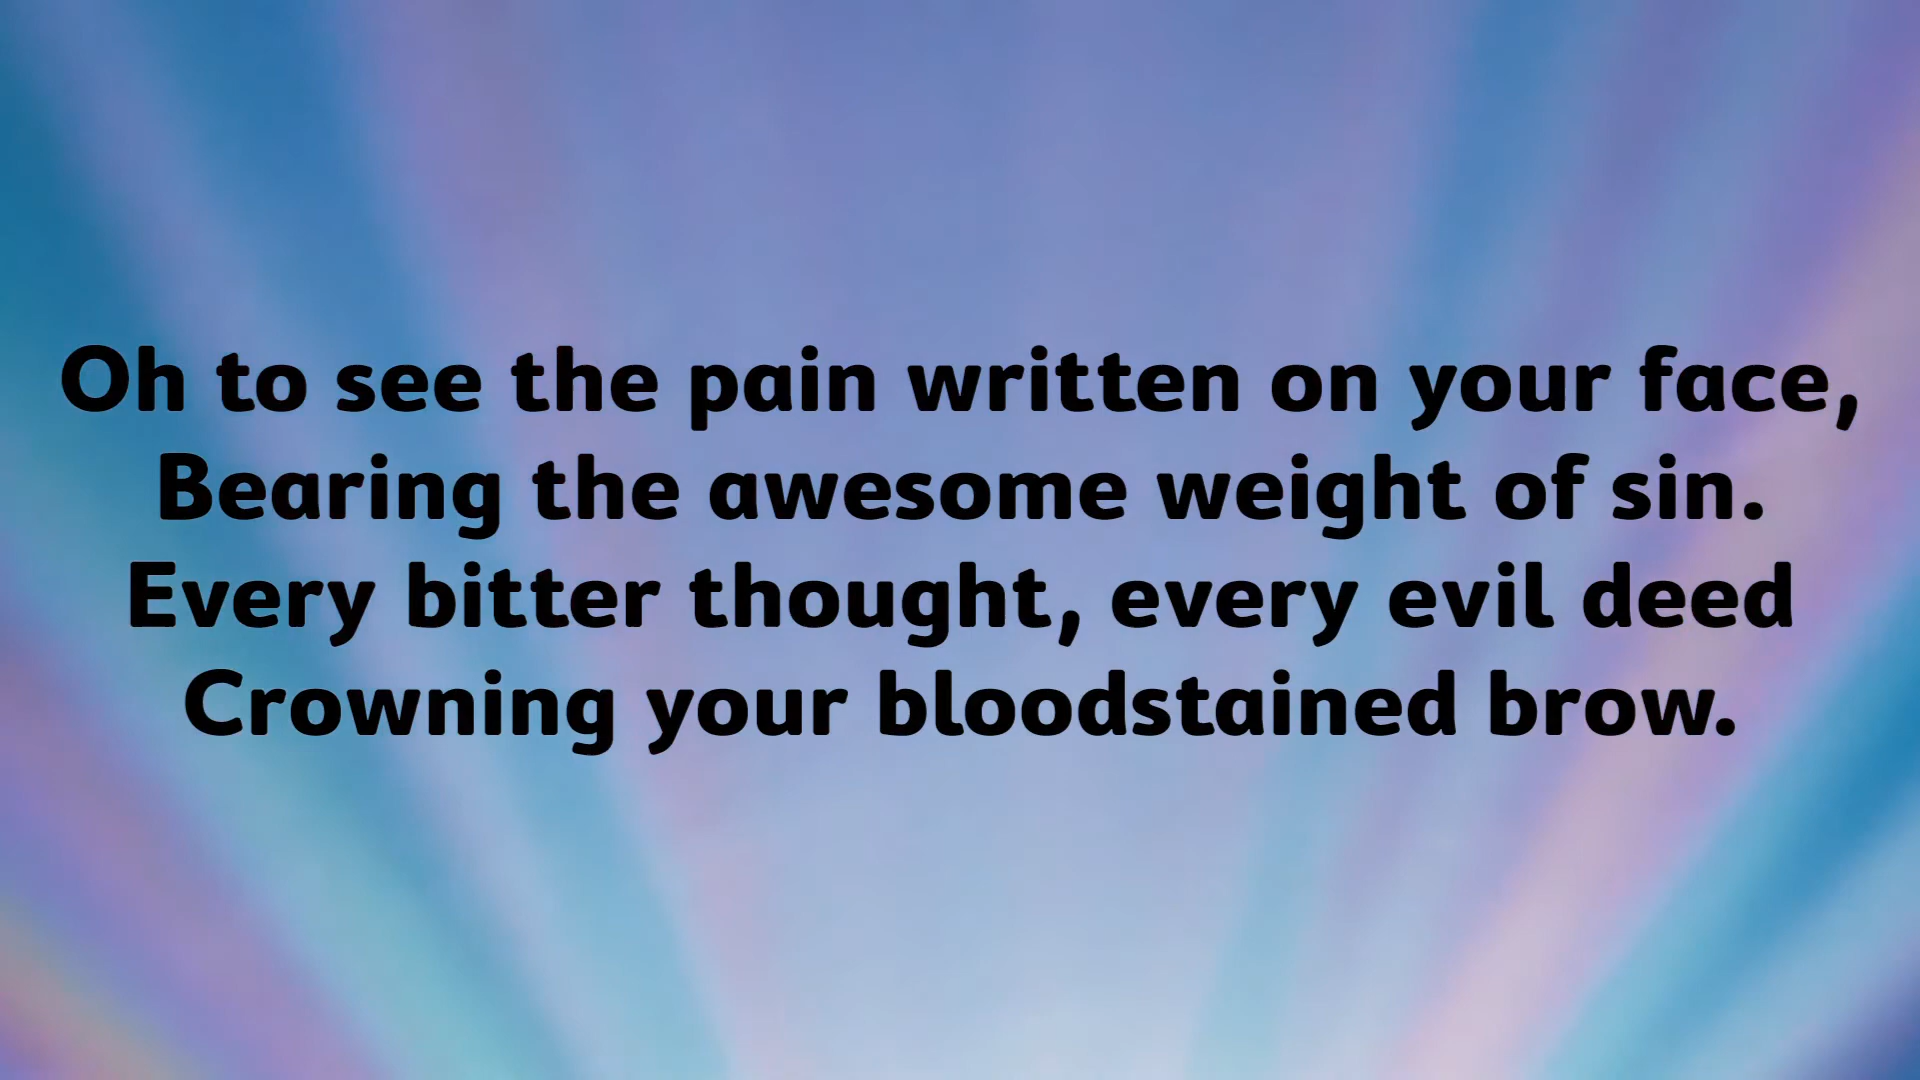 Oh to see the pain written on your face,
Bearing the awesome weight of sin.
Every bitter thought, every evil deed
Crowning your bloodstained brow.